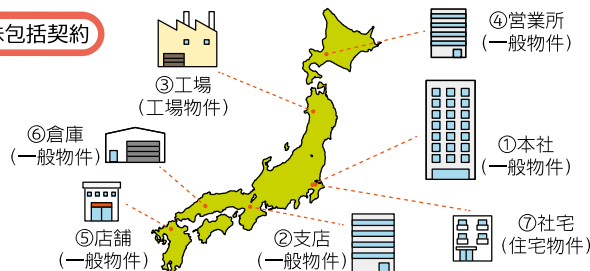 包括契約
④営業所
(一般物件)
③工場
(工場物件)
⑥倉庫
(一般物件)
①本社
(一般物件)
⑤店舗
(一般物件)
②支店
(一般物件)
⑦社宅
(住宅物件)